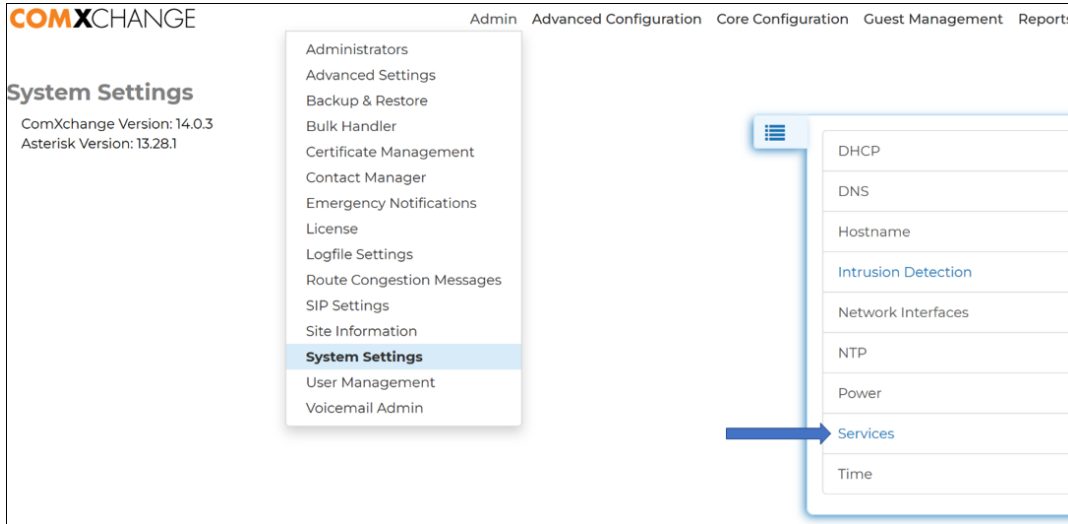 COMXCHANGE
Admin Advanced Configuration Core Configuration Guest Management Reports
System Settings
ComXchange Version: 14.0.3
Asterisk Version: 13.28.1
Administrators
Advanced Settings
Backup & Restore
Bulk Handler
Certificate Management
Contact Manager
Emergency Notifications
License
Logfile Settings
Route Congestion Messages
SIP Settings
Site Information
System Settings
User Management
Voicemail Admin
DHCP
DNS
Hostname
Intrusion Detection
Network Interfaces
NTP
Power
Services
Time